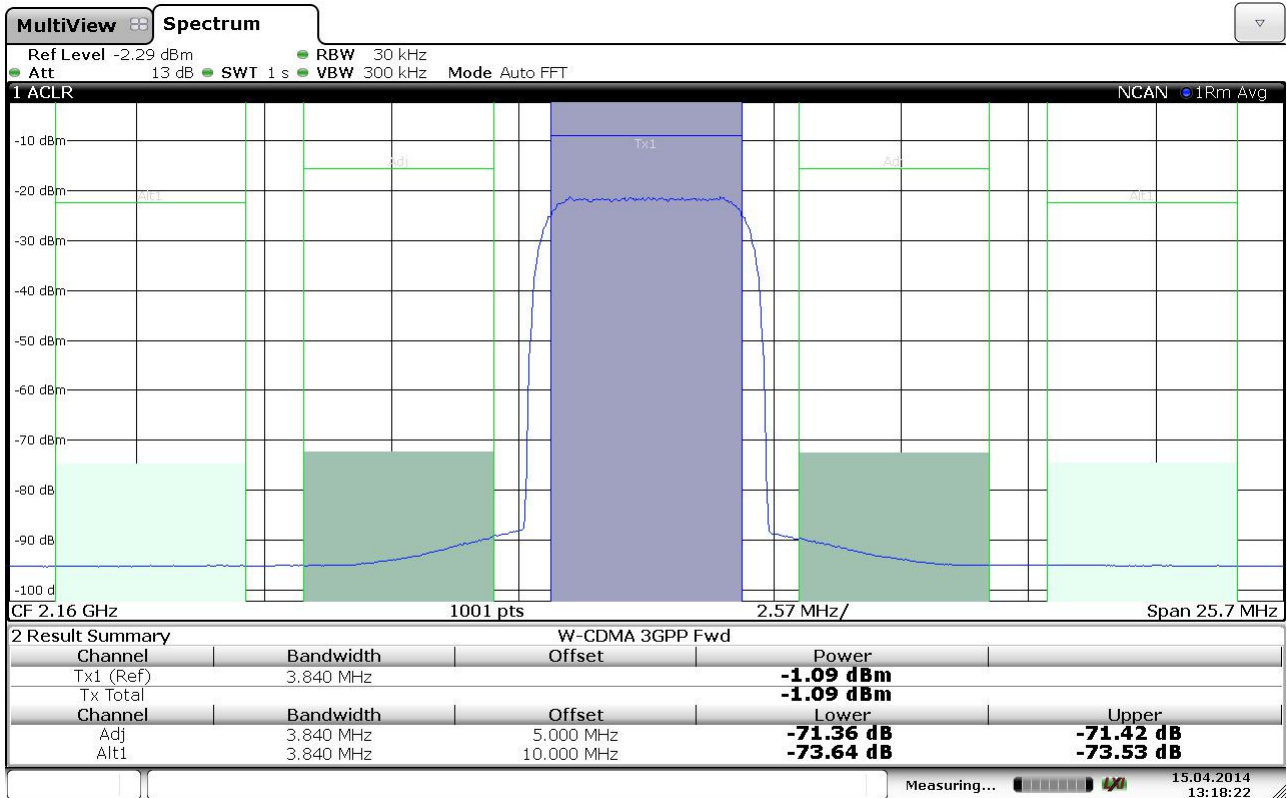 MultiView Spectrum
Ref Level -2.29 dBm RBW 30 kHz
Att 13 dB SWT 1 s VBW 300 kHz Mode Auto FFT
1 ACLR NCAN 1Rm Avg
-10 dBm
Tx1
Adj Adj
-20 dBm
Alt1 Alt1
-30 dBm
-40 dBm
-50 dBm
-60 dBm
-70 dBm
-80 dB
-90 dB
-100 d
CF 2.16 GHz 1001 pts 2.57 MHz/ Span 25.7 MHz
2 Result Summary W-CDMA 3GPP Fwd
Channel Bandwidth Offset Power
Tx1 (Ref) 3.840 MHz -1.09 dBm
Tx Total -1.09 dBm
Channel Bandwidth Offset Lower Upper
Adj 3.840 MHz 5.000 MHz -71.36 dB -71.42 dB
Alt1 3.840 MHz 10.000 MHz -73.64 dB -73.53 dB
Measuring... LXI 15.04.2014
13:18:22